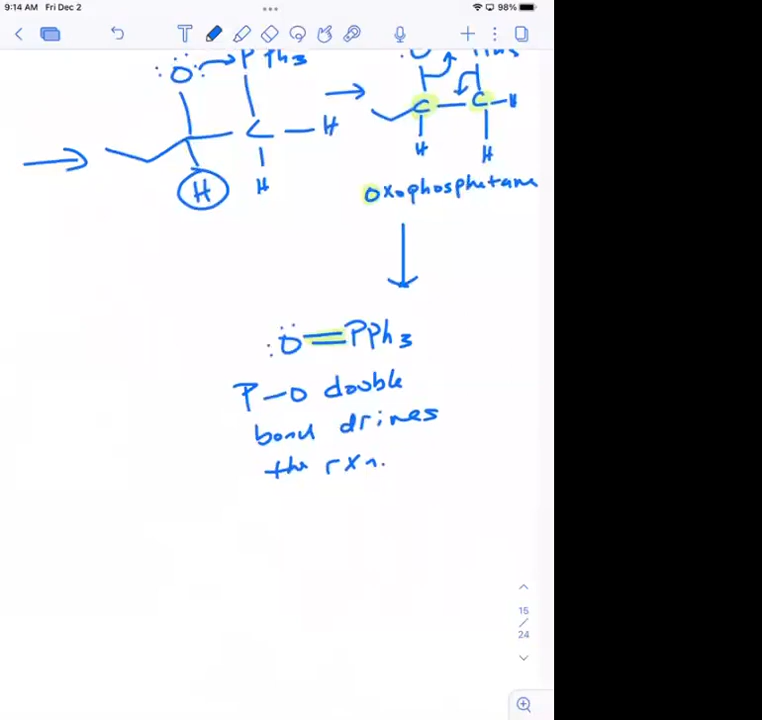 9:14 AM Fri Dec 2
98%
:O: PPh3
C — H
H
H
C — C — H
H
H
oxophosphetane
:O=PPh3
P–O double
bond drives
the rxn.
15
/
24